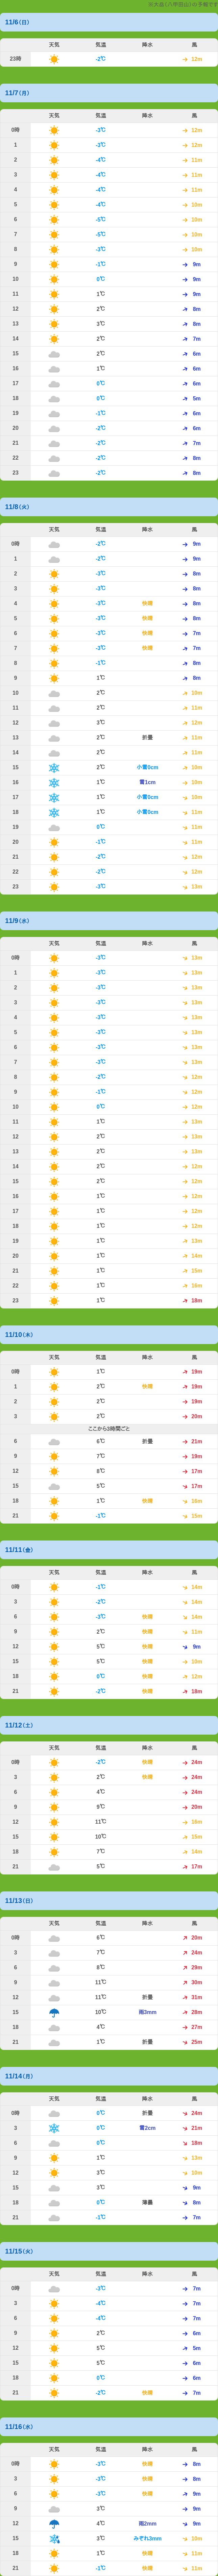 ※大岳（八甲田山）の予報です
11/6（日）
天気 気温 降水 風
23時 -2℃ 12m
11/7（月）
天気 気温 降水 風
0時 -3℃ 12m
1 -3℃ 12m
2 -4℃ 11m
3 -4℃ 11m
4 -4℃ 11m
5 -4℃ 10m
6 -5℃ 10m
7 -5℃ 10m
8 -3℃ 10m
9 -1℃ 9m
10 0℃ 9m
11 1℃ 9m
12 2℃ 8m
13 3℃ 8m
14 2℃ 7m
15 2℃ 6m
16 1℃ 6m
17 0℃ 6m
18 0℃ 5m
19 -1℃ 6m
20 -2℃ 6m
21 -2℃ 7m
22 -2℃ 8m
23 -2℃ 8m
11/8（火）
天気 気温 降水 風
0時 -2℃ 9m
1 -2℃ 9m
2 -3℃ 8m
3 -3℃ 8m
4 -3℃ 快晴 8m
5 -3℃ 快晴 8m
6 -3℃ 快晴 7m
7 -3℃ 快晴 7m
8 -1℃ 8m
9 1℃ 8m
10 2℃ 10m
11 2℃ 11m
12 3℃ 12m
13 2℃ 折曇 11m
14 2℃ 11m
15 2℃ 小雪0cm 10m
16 1℃ 雪1cm 10m
17 1℃ 小雪0cm 10m
18 1℃ 小雪0cm 11m
19 0℃ 11m
20 -1℃ 11m
21 -2℃ 12m
22 -2℃ 12m
23 -3℃ 13m
11/9（水）
天気 気温 降水 風
0時 -3℃ 13m
1 -3℃ 13m
2 -3℃ 13m
3 -3℃ 13m
4 -3℃ 13m
5 -3℃ 13m
6 -3℃ 13m
7 -3℃ 13m
8 -2℃ 12m
9 -1℃ 12m
10 0℃ 12m
11 1℃ 13m
12 2℃ 13m
13 2℃ 13m
14 2℃ 12m
15 2℃ 12m
16 1℃ 12m
17 1℃ 12m
18 1℃ 12m
19 1℃ 13m
20 1℃ 14m
21 1℃ 15m
22 1℃ 16m
23 1℃ 18m
11/10（木）
天気 気温 降水 風
0時 1℃ 19m
1 2℃ 快晴 19m
2 2℃ 19m
3 2℃ 20m
ここから3時間ごと
6 6℃ 折曇 21m
9 7℃ 19m
12 8℃ 17m
15 5℃ 17m
18 1℃ 快晴 16m
21 -1℃ 15m
11/11（金）
天気 気温 降水 風
0時 -1℃ 14m
3 -2℃ 14m
6 -3℃ 快晴 14m
9 2℃ 快晴 11m
12 5℃ 快晴 9m
15 5℃ 快晴 10m
18 0℃ 快晴 12m
21 -2℃ 快晴 18m
11/12（土）
天気 気温 降水 風
0時 -2℃ 快晴 24m
3 2℃ 快晴 24m
6 4℃ 24m
9 9℃ 20m
12 11℃ 16m
15 10℃ 15m
18 7℃ 14m
21 5℃ 17m
11/13（日）
天気 気温 降水 風
0時 6℃ 20m
3 7℃ 24m
6 8℃ 29m
9 11℃ 30m
12 11℃ 折曇 31m
15 10℃ 雨3mm 28m
18 4℃ 27m
21 1℃ 折曇 25m
11/14（月）
天気 気温 降水 風
0時 0℃ 折曇 24m
3 0℃ 雪2cm 21m
6 0℃ 18m
9 1℃ 13m
12 3℃ 10m
15 3℃ 9m
18 0℃ 薄曇 8m
21 -1℃ 7m
11/15（火）
天気 気温 降水 風
0時 -3℃ 7m
3 -4℃ 7m
6 -4℃ 7m
9 2℃ 6m
12 5℃ 5m
15 5℃ 6m
18 0℃ 6m
21 -2℃ 快晴 7m
11/16（水）
天気 気温 降水 風
0時 -3℃ 快晴 8m
3 -3℃ 快晴 8m
6 -3℃ 快晴 9m
9 3℃ 9m
12 4℃ 雨2mm 9m
15 3℃ みぞれ3mm 10m
18 1℃ 快晴 11m
21 -1℃ 快晴 11m